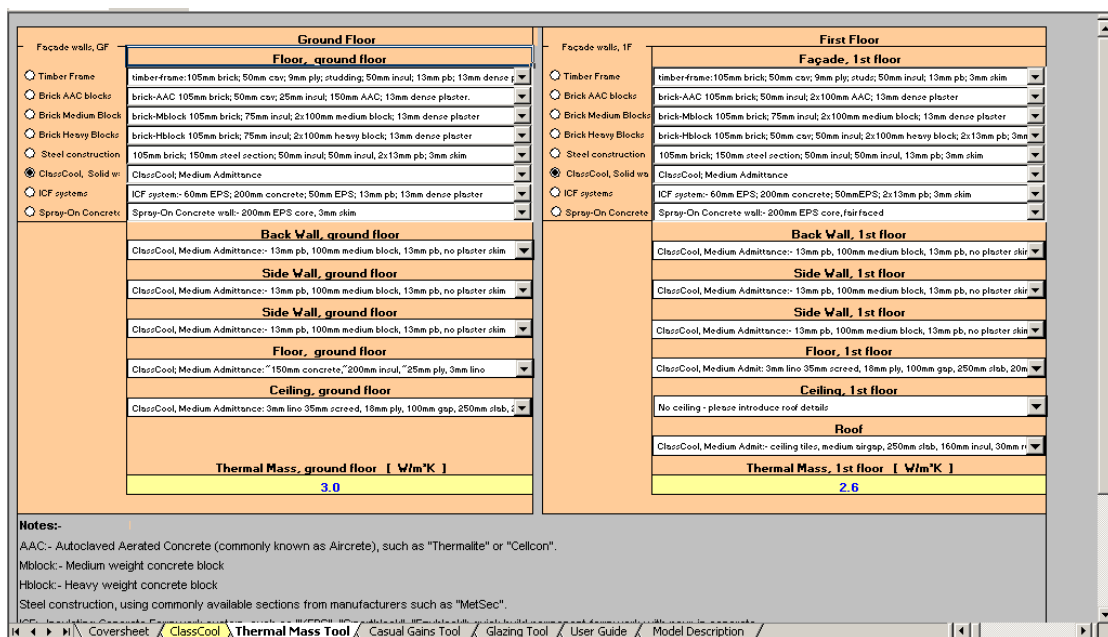 Ground Floor
Façade walls, GF
Floor, ground floor
Timber Frame
timber-frame:105mm brick; 50mm cav; 9mm ply; studding; 50mm insul; 13mm pb; 13mm dense p
Brick AAC blocks
brick-AAC 105mm brick; 50mm cav; 25mm insul; 150mm AAC; 13mm dense plaster.
Brick Medium Block
brick-Mblock 105mm brick; 75mm insul; 2x100mm medium block; 13mm dense plaster
Brick Heavy Blocks
brick-Hblock 105mm brick; 75mm insul; 2x100mm heavy block; 13mm dense plaster
Steel construction
105mm brick; 150mm steel section; 50mm insul; 50mm insul, 2x13mm pb; 3mm skim
ClassCool, Solid wa
ClassCool; Medium Admittance
ICF systems
ICF system:- 60mm EPS; 200mm concrete; 50mm EPS; 13mm pb; 13mm dense plaster
Spray-On Concrete
Spray-On Concrete wall:- 200mm EPS core, 3mm skim
Back Wall, ground floor
ClassCool, Medium Admittance:- 13mm pb, 100mm medium block, 13mm pb, no plaster skim
Side Wall, ground floor
ClassCool, Medium Admittance:- 13mm pb, 100mm medium block, 13mm pb, no plaster skim
Side Wall, ground floor
ClassCool, Medium Admittance:- 13mm pb, 100mm medium block, 13mm pb, no plaster skim
Floor, ground floor
ClassCool; Medium Admittance: ~150mm concrete,~200mm insul,~25mm ply, 3mm lino
Ceiling, ground floor
ClassCool, Medium Admittance: 3mm lino 35mm screed, 18mm ply, 100mm gap, 250mm slab, 2
Thermal Mass, ground floor [ W/m²K ]
3.0
First Floor
Façade walls, 1F
Façade, 1st floor
Timber Frame
timber-frame:105mm brick; 50mm cav; 9mm ply; studs; 50mm insul; 13mm pb; 3mm skim
Brick AAC blocks
brick-AAC 105mm brick; 50mm insul; 2x100mm AAC; 13mm dense plaster
Brick Medium Blocks
brick-Mblock 105mm brick; 75mm insul; 2x100mm medium block; 13mm dense plaster
Brick Heavy Blocks
brick-Hblock 105mm brick; 50mm cav; 50mm insul; 2x100mm heavy block; 2x13mm pb; 3mm
Steel construction
105mm brick; 150mm steel section; 50mm insul; 50mm insul, 13mm pb; 3mm skim
ClassCool, Solid wa
ClassCool; Medium Admittance
ICF systems
ICF system:- 60mm EPS; 200mm concrete; 50mmEPS; 2x13mm pb; 3mm skim
Spray-On Concrete
Spray-On Concrete wall:- 200mm EPS core, fair faced
Back Wall, 1st floor
ClassCool, Medium Admittance:- 13mm pb, 100mm medium block, 13mm pb, no plaster skin
Side Wall, 1st floor
ClassCool, Medium Admittance:- 13mm pb, 100mm medium block, 13mm pb, no plaster skir
Side Wall, 1st floor
ClassCool, Medium Admittance:- 13mm pb, 100mm medium block, 13mm pb, no plaster skin
Floor, 1st floor
ClassCool, Medium Admit: 3mm lino 35mm screed, 18mm ply, 100mm gap, 250mm slab, 20m
Ceiling, 1st floor
No ceiling - please introduce roof details
Roof
ClassCool, Medium Admit:- ceiling tiles, medium airgap, 250mm slab, 160mm insul, 30mm r
Thermal Mass, 1st floor [ W/m²K ]
2.6
Notes:-
AAC:- Autoclaved Aerated Concrete (commonly known as Aircrete), such as "Thermalite" or "Cellcon".
Mblock:- Medium weight concrete block
Hblock:- Heavy weight concrete block
Steel construction, using commonly available sections from manufacturers such as "MetSec".
Coversheet / ClassCool \ Thermal Mass Tool / Casual Gains Tool / Glazing Tool / User Guide / Model Description /